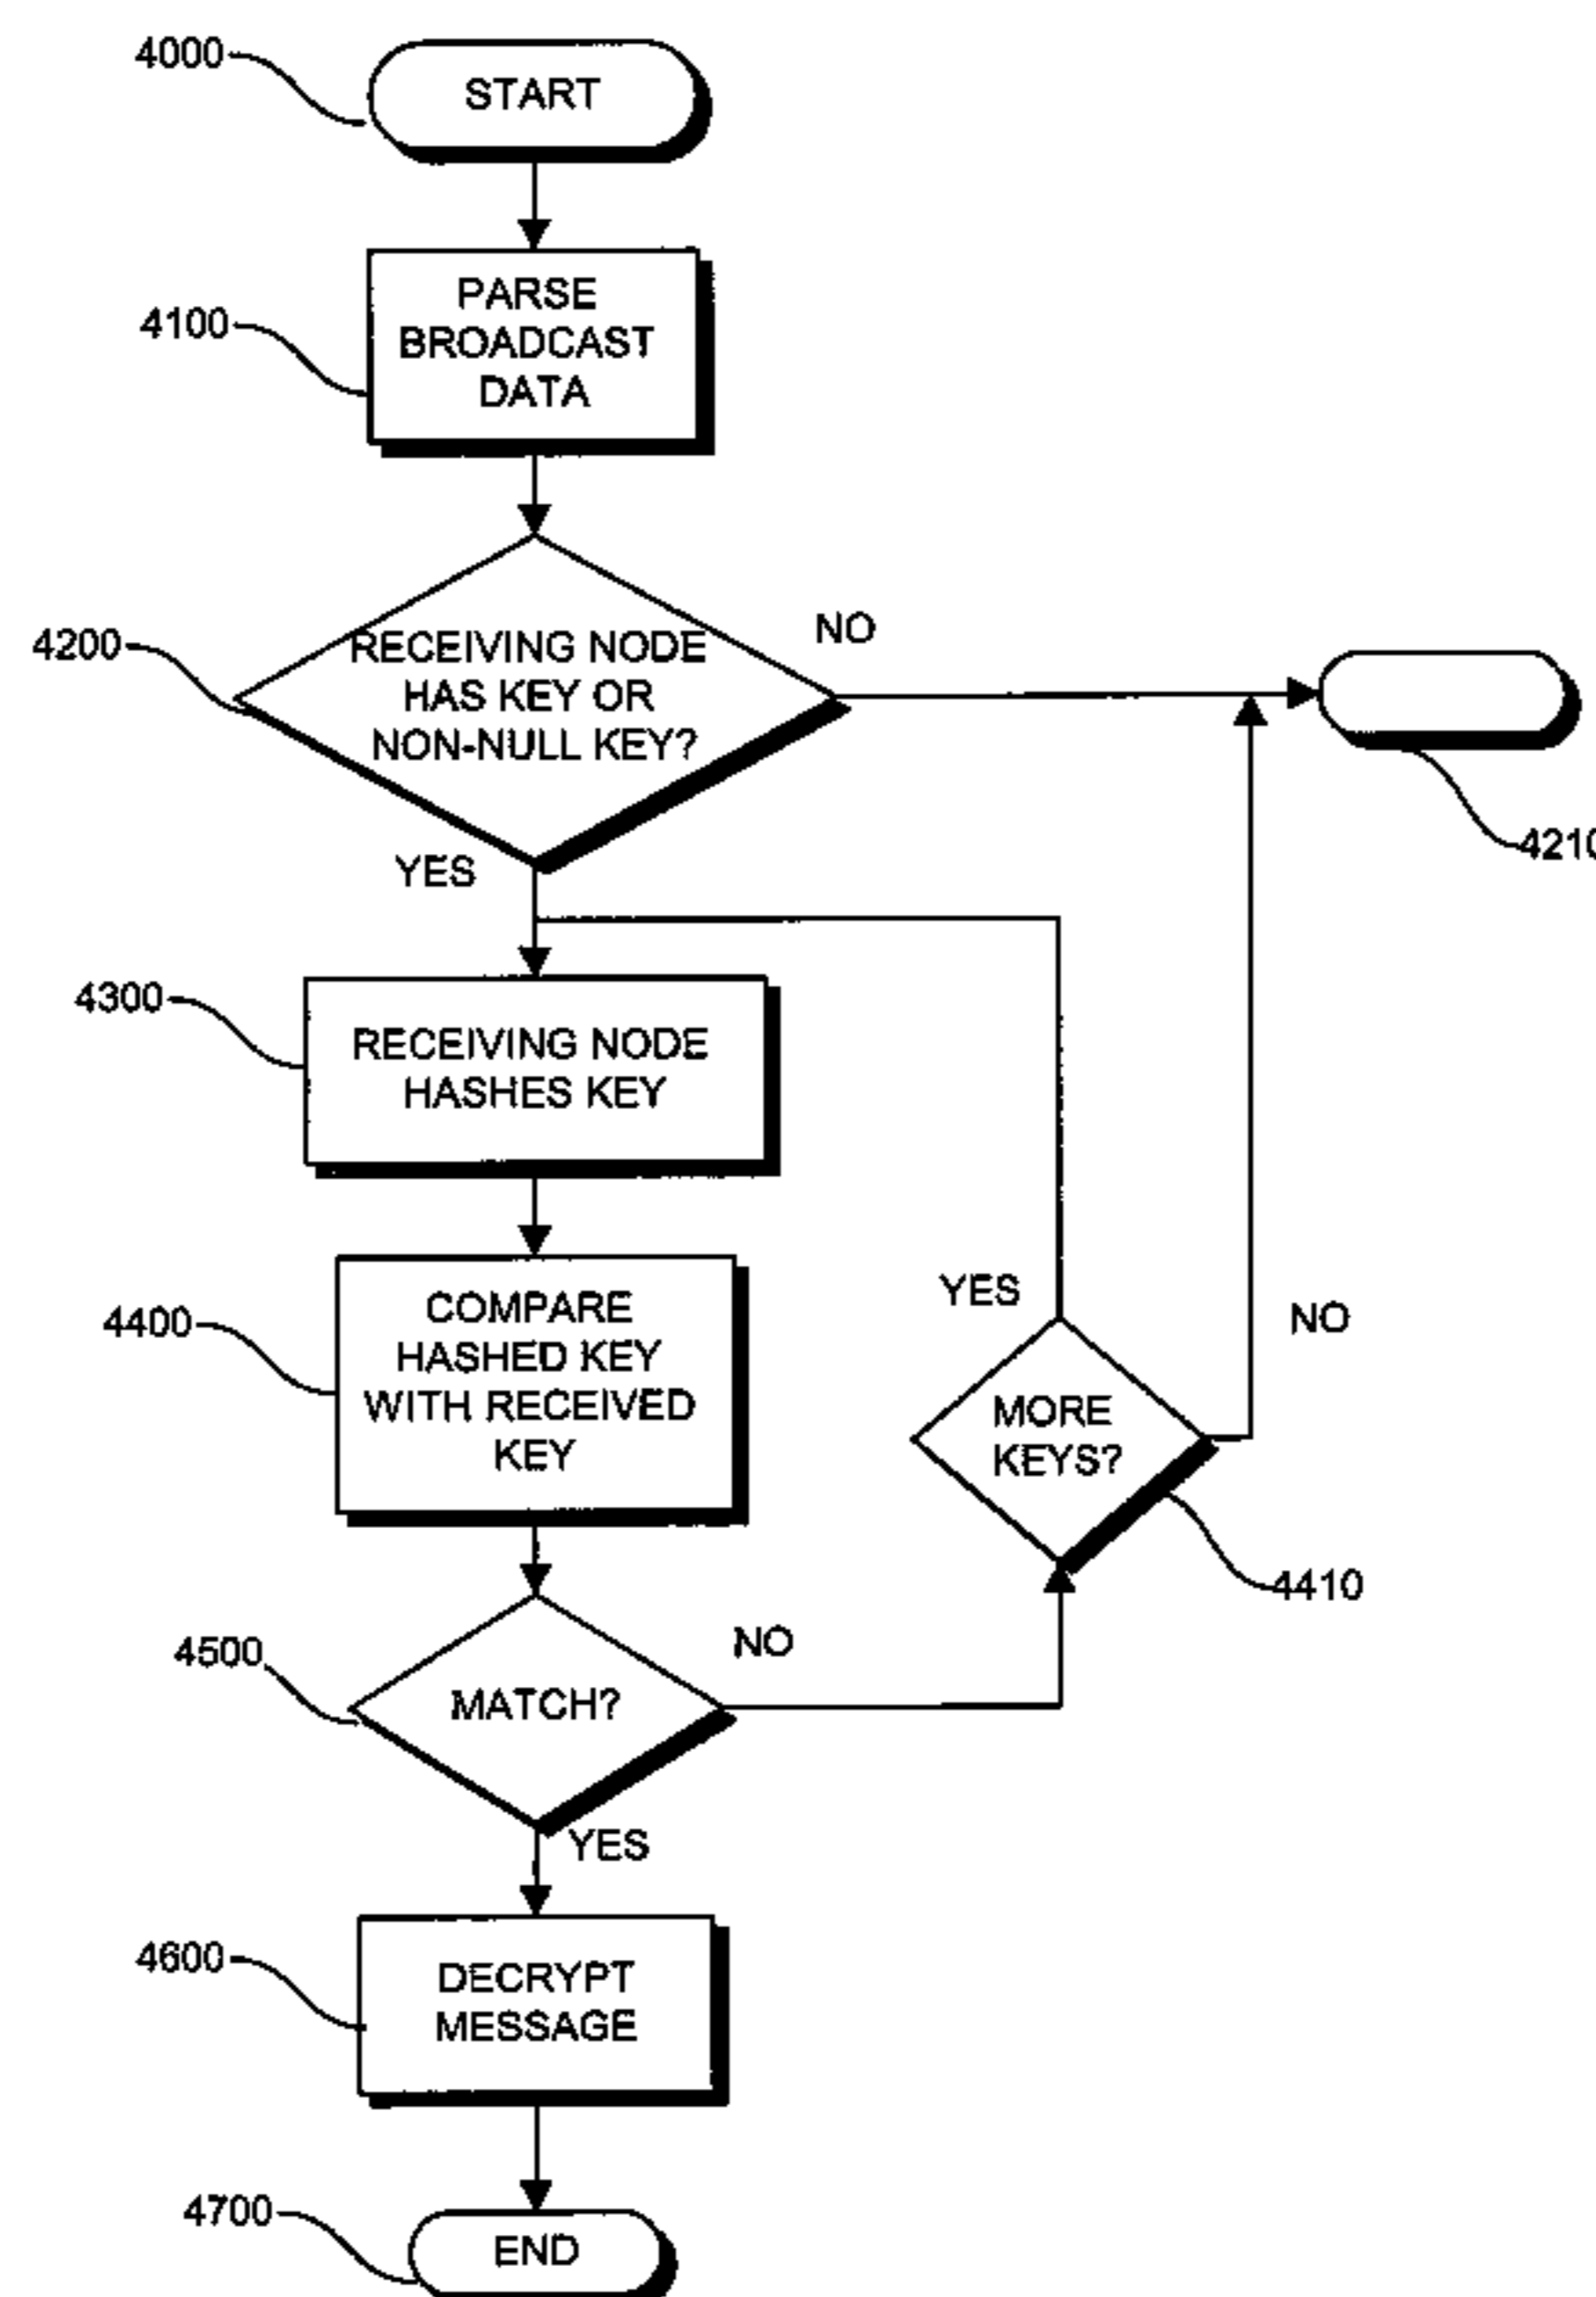 4000
START
4100
PARSE
BROADCAST
DATA
4200
RECEIVING NODE
HAS KEY OR
NON-NULL KEY?
NO
4210
YES
4300
RECEIVING NODE
HASHES KEY
4400
COMPARE
HASHED KEY
WITH RECEIVED
KEY
YES
NO
MORE
KEYS?
4410
4500
MATCH?
NO
YES
4600
DECRYPT
MESSAGE
4700
END